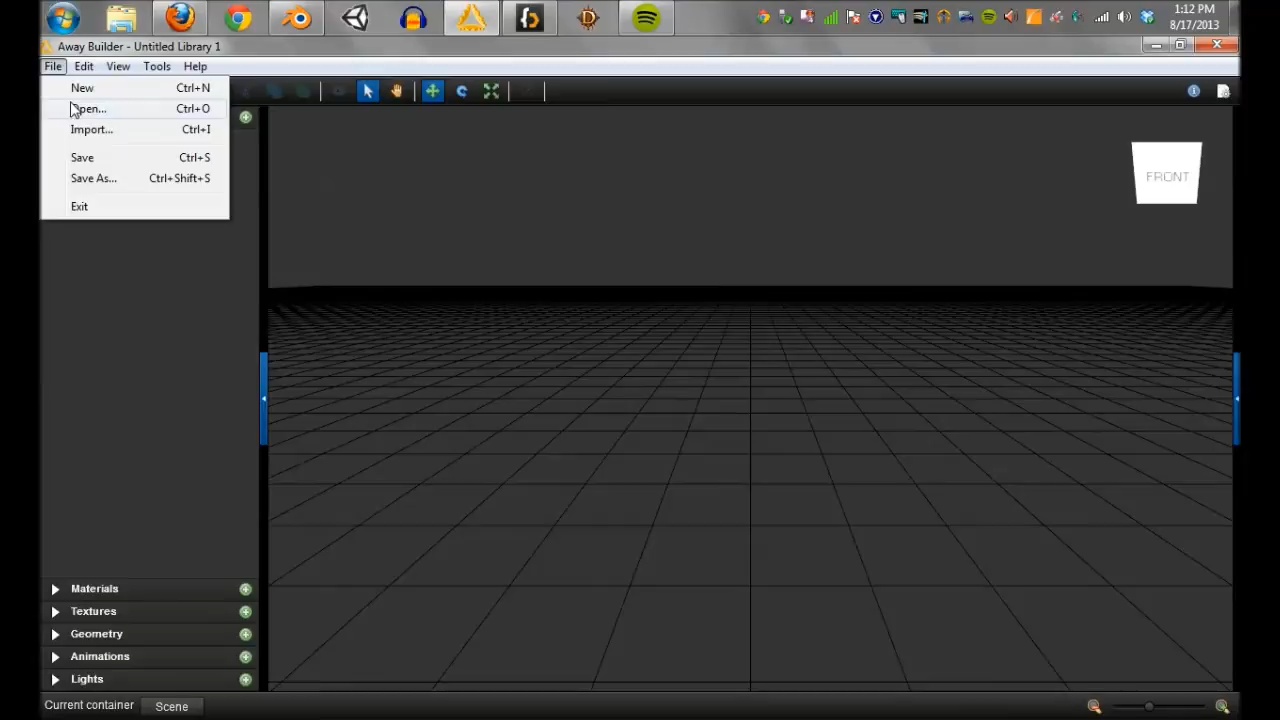 1:12 PM
8/17/2013
Away Builder - Untitled Library 1
File Edit View Tools Help
New Ctrl+N
Open... Ctrl+O
Import... Ctrl+I
Save Ctrl+S
Save As... Ctrl+Shift+S
Exit
FRONT
Materials
Textures
Geometry
Animations
Lights
Current container Scene